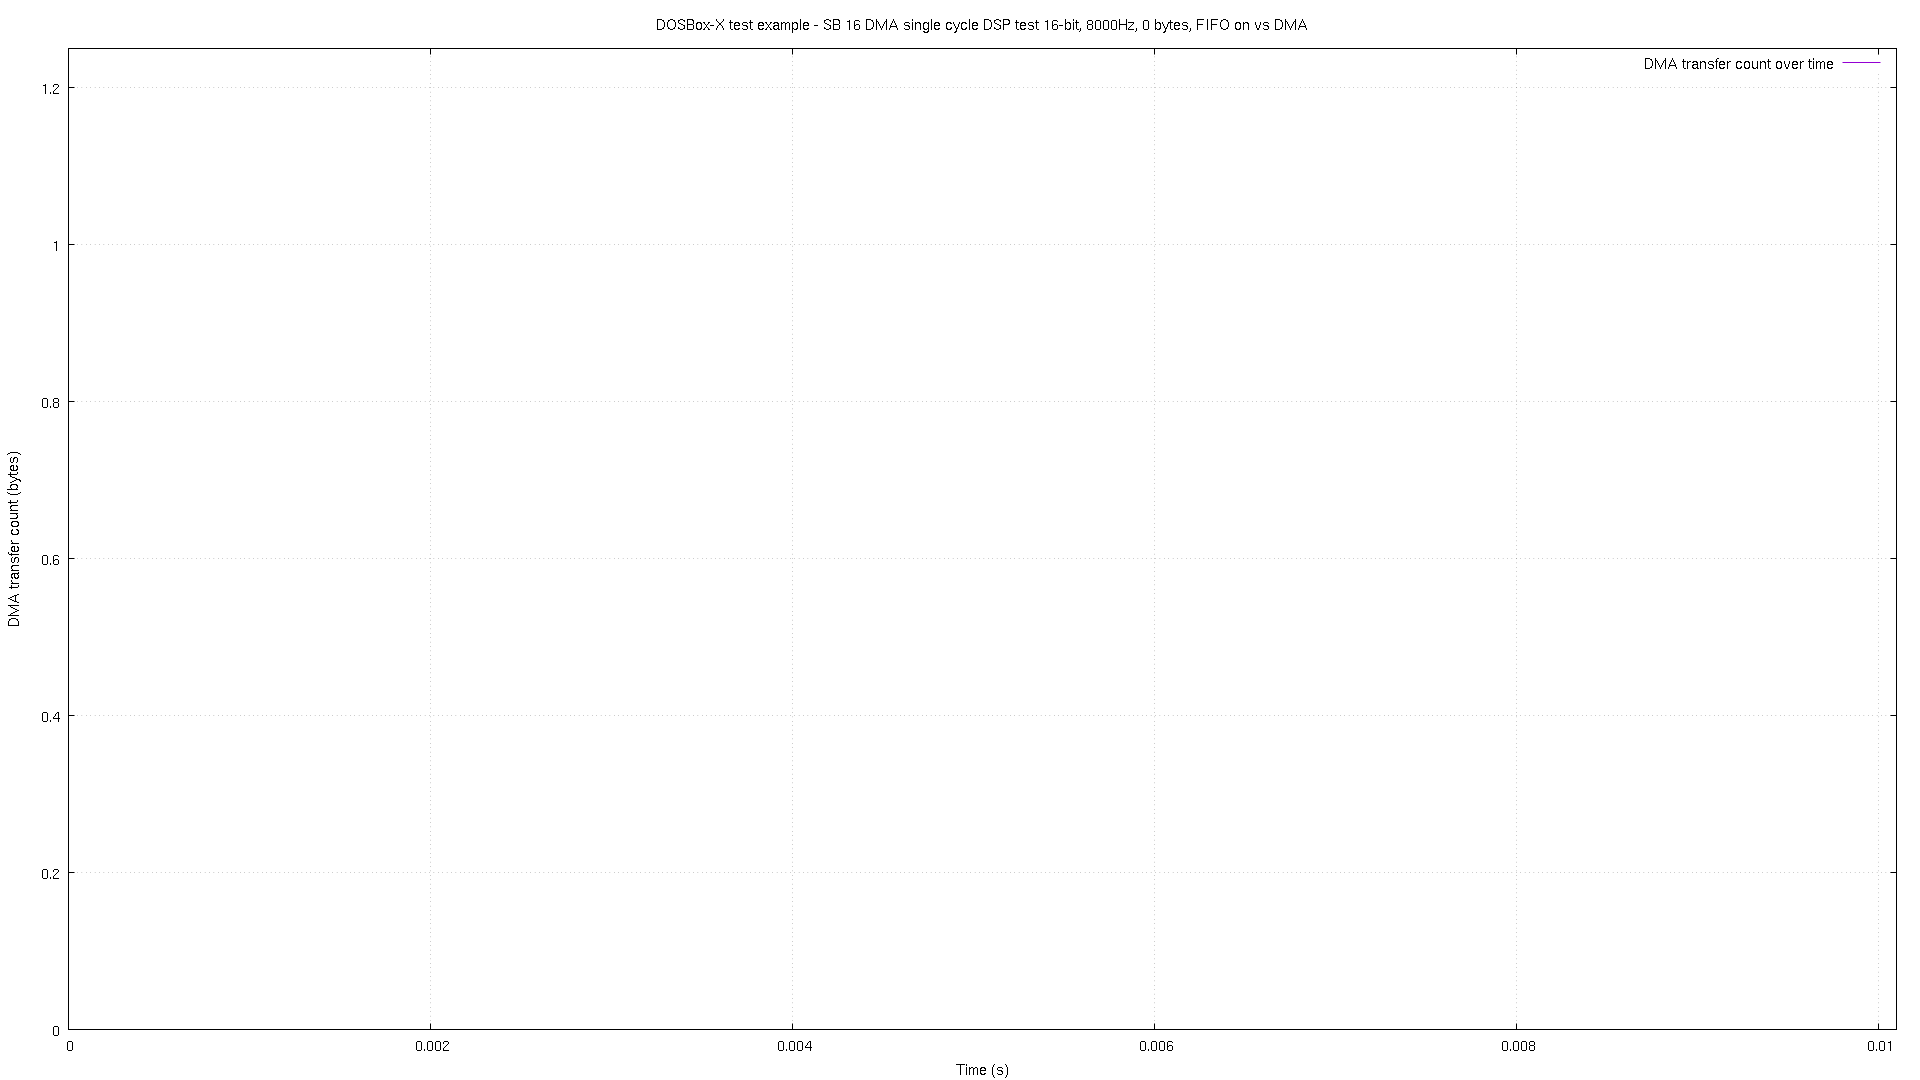 DOSBox-X test example - SB 16 DMA single cycle DSP test 16-bit, 8000Hz, 0 bytes, FIFO on vs DMA
DMA transfer count over time
1.2
1
0.8
0.6
0.4
0.2
0
DMA transfer count (bytes)
0 0.002 0.004 0.006 0.008 0.01
Time (s)